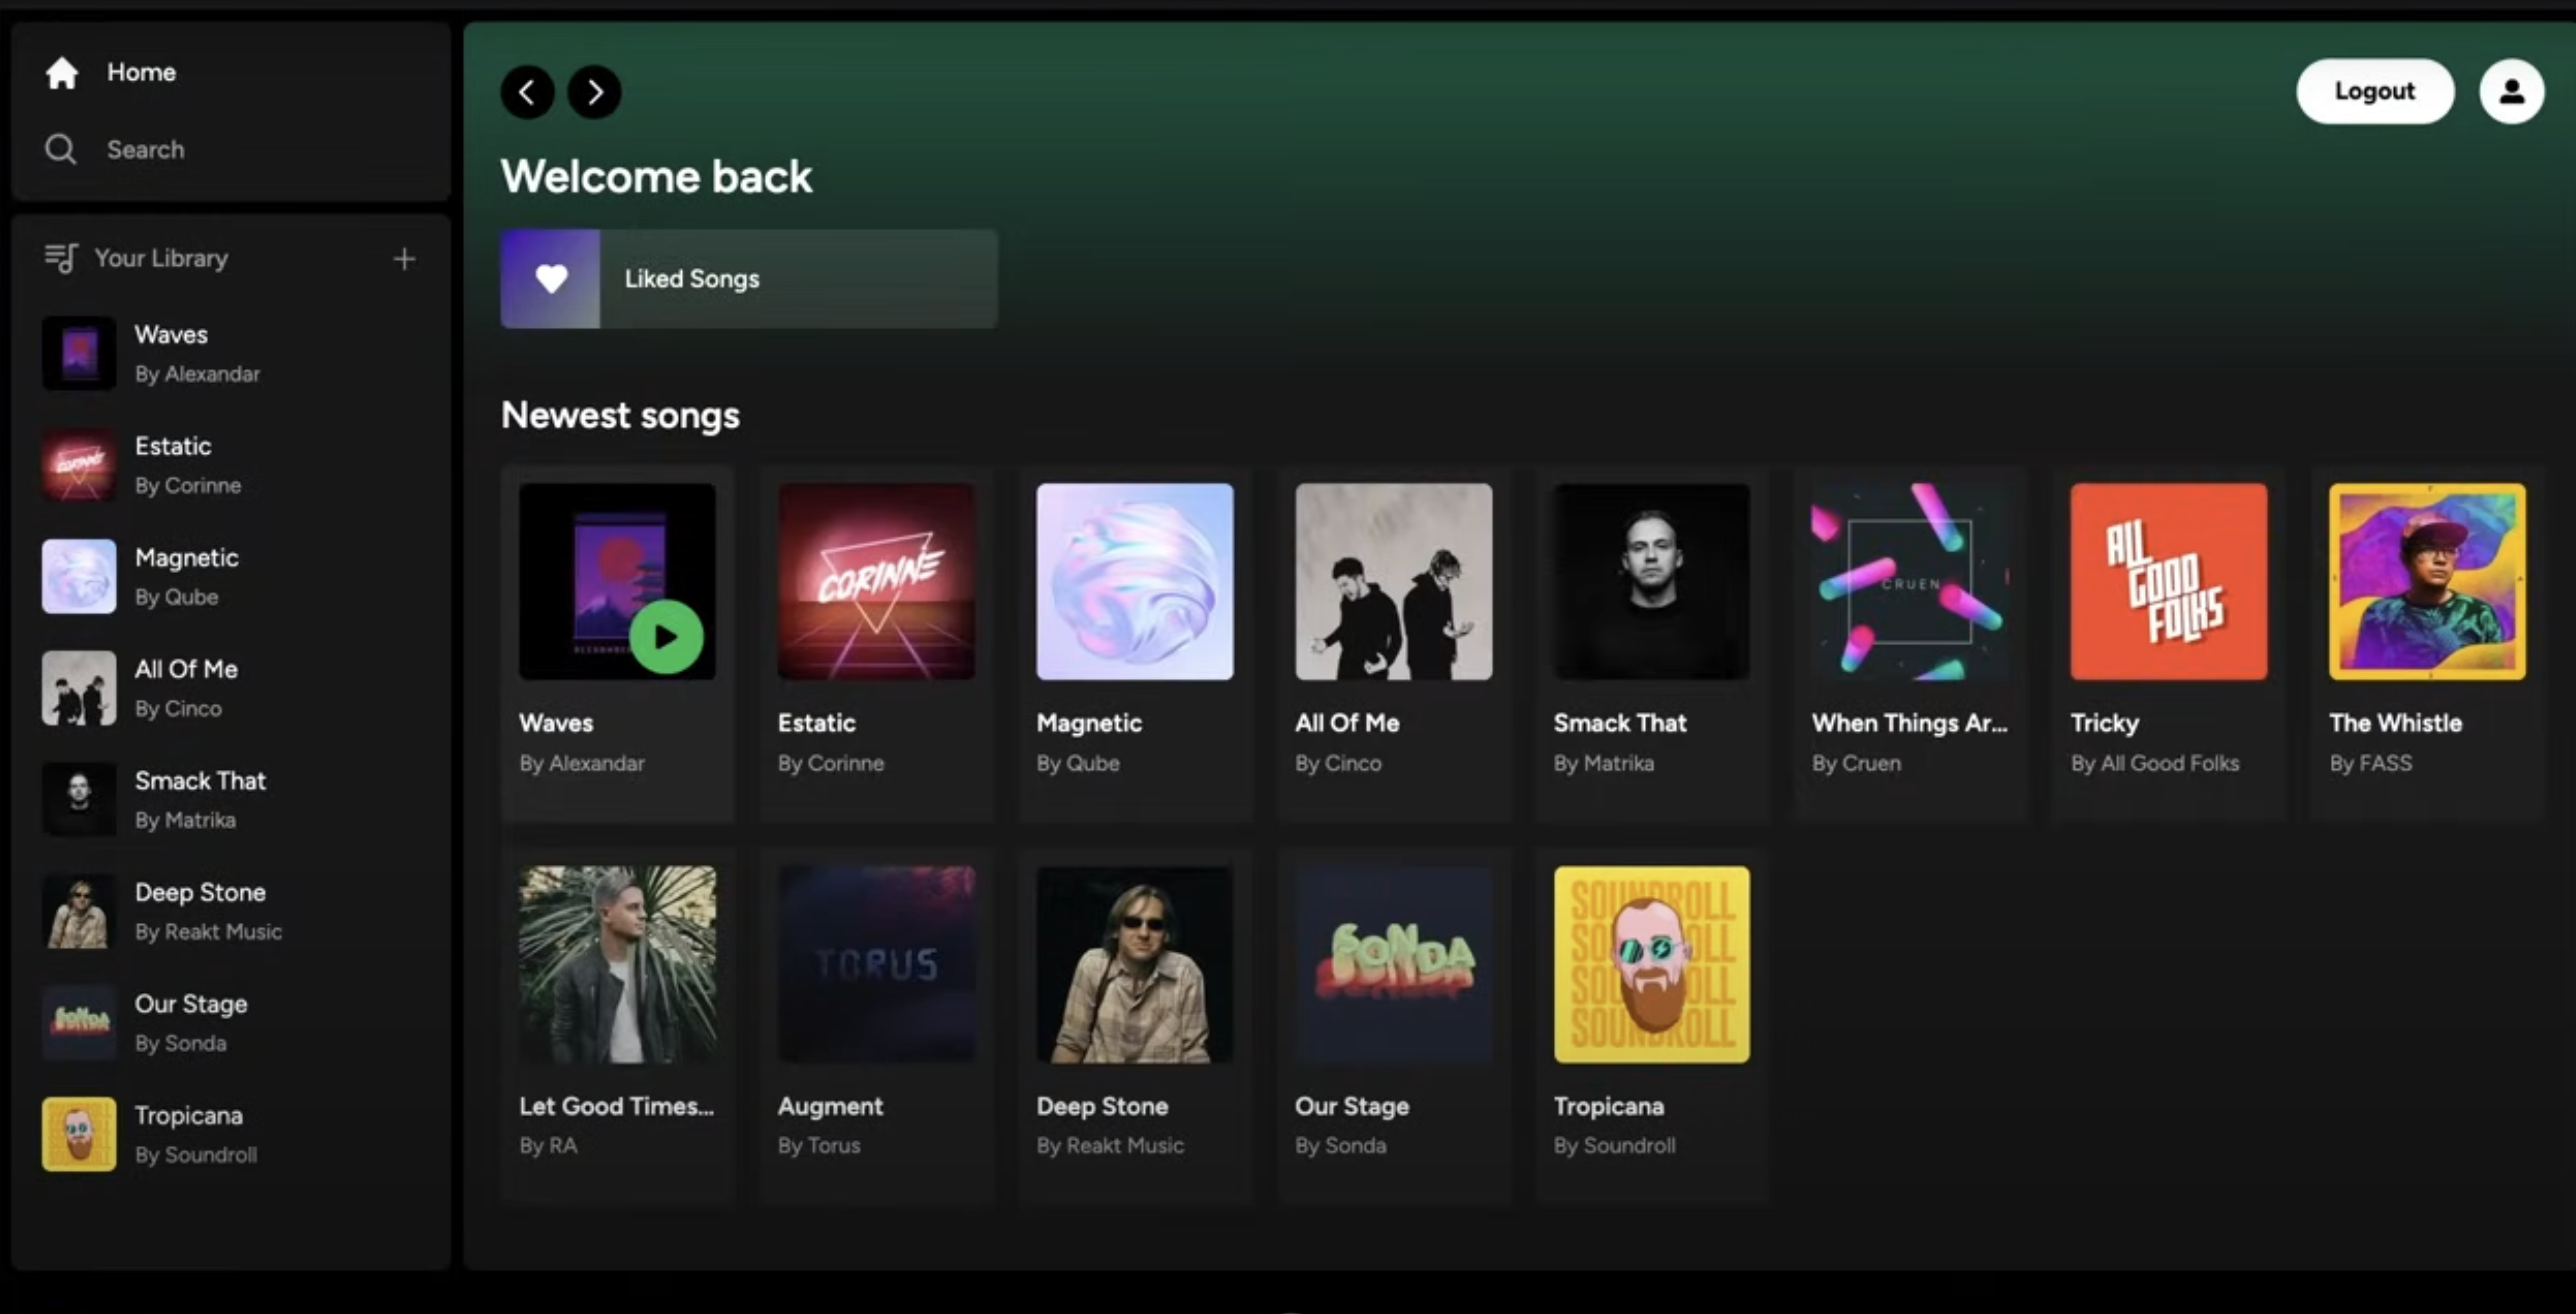 Home
Search
Your Library
Waves
By Alexandar
Estatic
By Corinne
Magnetic
By Qube
All Of Me
By Cinco
Smack That
By Matrika
Deep Stone
By Reakt Music
Our Stage
By Sonda
Tropicana
By Soundroll
Logout
Welcome back
Liked Songs
Newest songs
CORINNE
CRUEN
ALL
GOOD
FOLKS
Waves
By Alexandar
Estatic
By Corinne
Magnetic
By Qube
All Of Me
By Cinco
Smack That
By Matrika
When Things Ar...
By Cruen
Tricky
By All Good Folks
The Whistle
By FASS
TORUS
SONDA
SOUNDROLL
Let Good Times...
By RA
Augment
By Torus
Deep Stone
By Reakt Music
Our Stage
By Sonda
Tropicana
By Soundroll